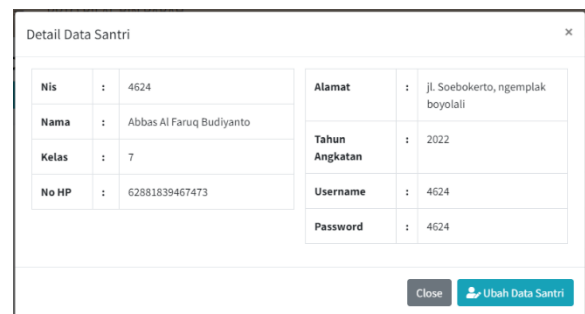 Detail Data Santri ×
Nis : 4624
Nama : Abbas Al Faruq Budiyanto
Kelas : 7
No HP : 62881839467473
Alamat : jl. Soebokerto, ngemplak
boyolali
Tahun : 2022
Angkatan
Username : 4624
Password : 4624
Close Ubah Data Santri